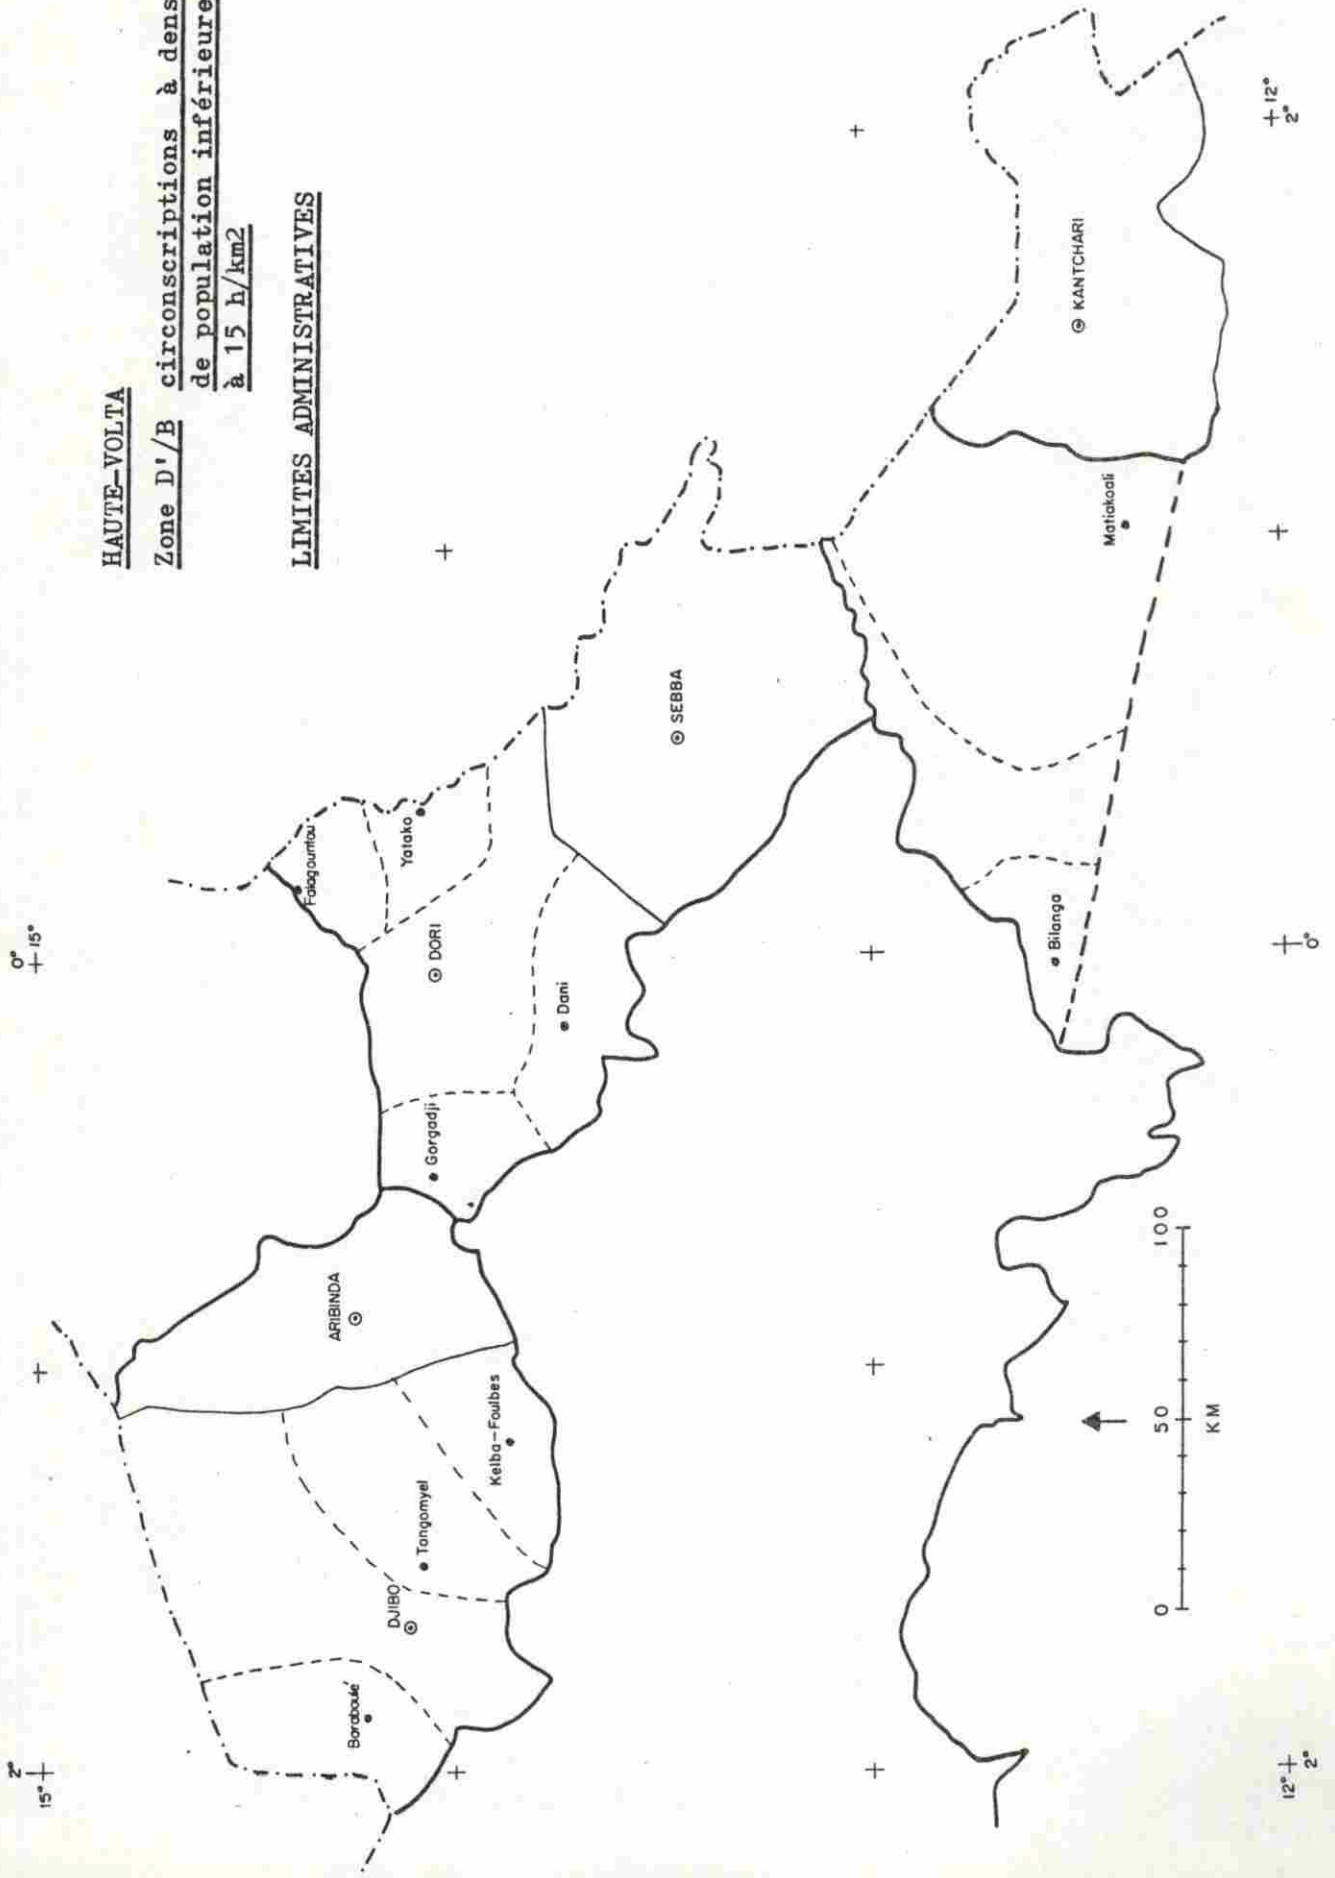 HAUTE-VOLTA
Zone D'/B circonscriptions à dens
de population inférieure
à 15 h/km2
LIMITES ADMINISTRATIVES
2°
15°
0°
15°
Baraboulé
DJIBO
Tongomyel
Kelba-Foulbes
ARIBINDA
Gorgadji
DORI
Dani
Falagountou
Yatako
SEBBA
Bilanga
Matiakoali
KANTCHARI
0 50 100
KM
12°
2°
0°
12°
2°